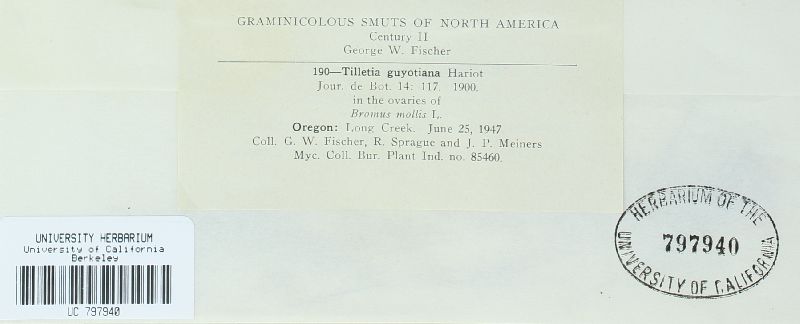 GRAMINICOLOUS SMUTS OF NORTH AMERICA
Century II
George W. Fischer
190—Tilletia guyotiana Hariot
Jour. de Bot. 14: 117. 1900.
in the ovaries of
Bromus mollis L.
Oregon: Long Creek. June 25, 1947
Coll. G. W. Fischer, R. Sprague and J. P. Meiners
Myc. Coll. Bur. Plant Ind. no. 85460.
HERBARIUM OF THE
797940
UNIVERSITY OF CALIFORNIA
UNIVERSITY HERBARIUM
University of California
Berkeley
UC 797940